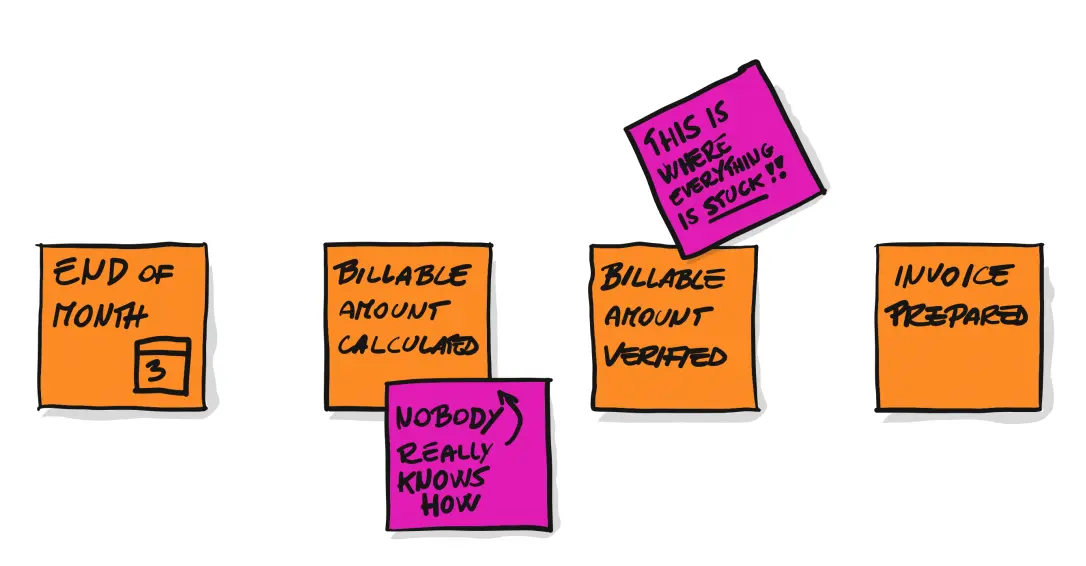 END OF
MONTH
3
BILLABLE
AMOUNT
CALCULATED
NOBODY
REALLY
KNOWS
HOW
THIS IS
WHERE
EVERYTHING
IS STUCK!!
BILLABLE
AMOUNT
VERIFIED
INVOICE
PREPARED